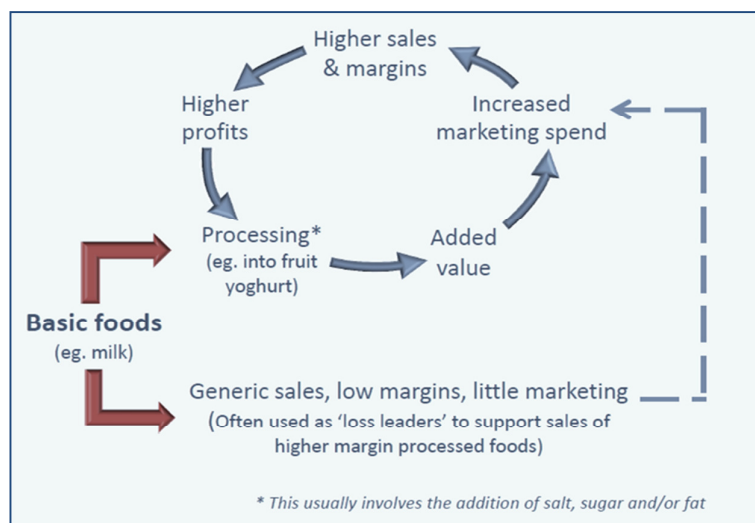 Higher sales
& margins
Higher
profits
Increased
marketing spend
Processing*
(eg. into fruit
yoghurt)
Added
value
Basic foods
(eg. milk)
Generic sales, low margins, little marketing
(Often used as ‘loss leaders’ to support sales of
higher margin processed foods)
* This usually involves the addition of salt, sugar and/or fat